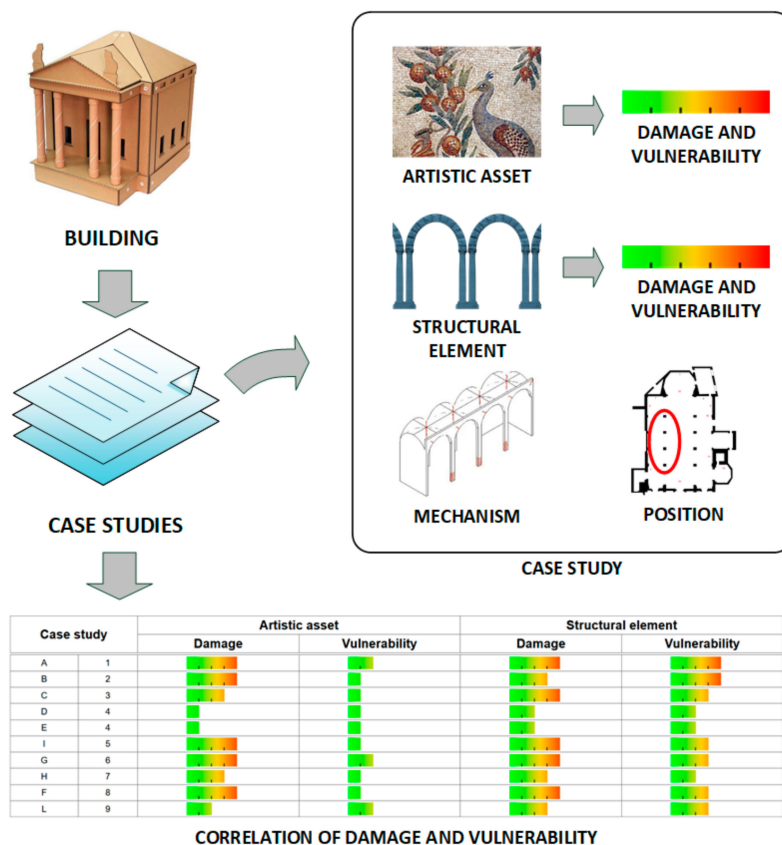 BUILDING
CASE STUDIES
ARTISTIC ASSET
DAMAGE AND
VULNERABILITY
STRUCTURAL
ELEMENT
DAMAGE AND
VULNERABILITY
MECHANISM
POSITION
CASE STUDY
Case study Artistic asset Structural element
Damage Vulnerability Damage Vulnerability
A 1
B 2
C 3
D 4
E 4
I 5
G 6
H 7
F 8
L 9
CORRELATION OF DAMAGE AND VULNERABILITY